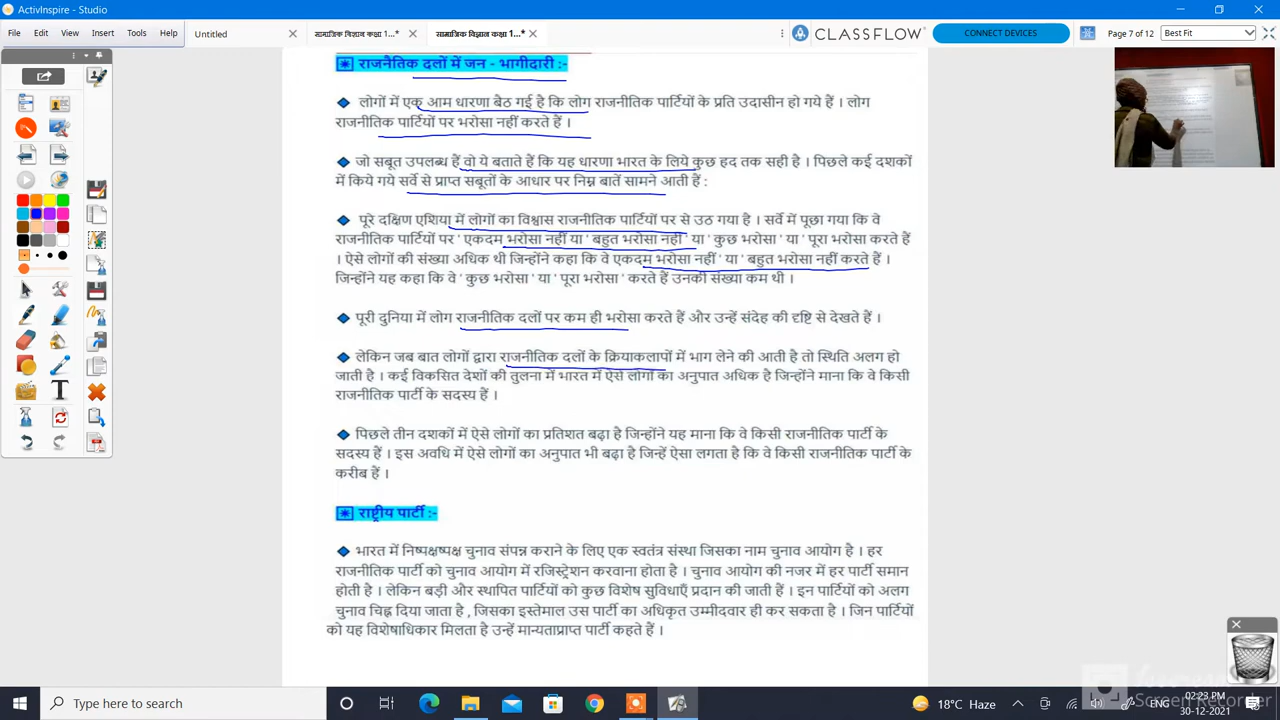 ActivInspire - Studio
File Edit View Insert Tools Help
Untitled
सामाजिक विज्ञान कक्षा 1...*
सामाजिक विज्ञान कक्षा 1...*
CLASSFLOW
CONNECT DEVICES
Page 7 of 12
Best Fit
राजनैतिक दलों में जन - भागीदारी :-
लोगों में एक आम धारणा बैठ गई है कि लोग राजनीतिक पार्टियों के प्रति उदासीन हो गये हैं । लोग
राजनीतिक पार्टियों पर भरोसा नहीं करते हैं ।
जो सबूत उपलब्ध हैं वो ये बताते हैं कि यह धारणा भारत के लिये कुछ हद तक सही है । पिछले कई दशकों
में किये गये सर्वे से प्राप्त सबूतों के आधार पर निम्न बातें सामने आती हैं :
पूरे दक्षिण एशिया में लोगों का विश्वास राजनीतिक पार्टियों पर से उठ गया है । सर्वे में पूछा गया कि वे
राजनीतिक पार्टियों पर ' एकदम भरोसा नहीं या ' बहुत भरोसा नहीं ' या ' कुछ भरोसा ' या ' पूरा भरोसा करते हैं
। ऐसे लोगों की संख्या अधिक थी जिन्होंने कहा कि वे एकदम भरोसा नहीं ' या ' बहुत भरोसा नहीं करते हैं ।
जिन्होंने यह कहा कि वे ' कुछ भरोसा ' या ' पूरा भरोसा ' करते हैं उनकी संख्या कम थी ।
पूरी दुनिया में लोग राजनीतिक दलों पर कम ही भरोसा करते हैं और उन्हें संदेह की दृष्टि से देखते हैं ।
लेकिन जब बात लोगों द्वारा राजनीतिक दलों के क्रियाकलापों में भाग लेने की आती है तो स्थिति अलग हो
जाती है । कई विकसित देशों की तुलना में भारत में ऐसे लोगों का अनुपात अधिक है जिन्होंने माना कि वे किसी
राजनीतिक पार्टी के सदस्य हैं ।
पिछले तीन दशकों में ऐसे लोगों का प्रतिशत बढ़ा है जिन्होंने यह माना कि वे किसी राजनीतिक पार्टी के
सदस्य हैं । इस अवधि में ऐसे लोगों का अनुपात भी बढ़ा है जिन्हें ऐसा लगता है कि वे किसी राजनीतिक पार्टी के
करीब हैं ।
राष्ट्रीय पार्टी :-
भारत में निष्पक्षष्पक्ष चुनाव संपन्न कराने के लिए एक स्वतंत्र संस्था जिसका नाम चुनाव आयोग है । हर
राजनीतिक पार्टी को चुनाव आयोग में रजिस्ट्रेशन करवाना होता है । चुनाव आयोग की नजर में हर पार्टी समान
होती है । लेकिन बड़ी और स्थापित पार्टियों को कुछ विशेष सुविधाएँ प्रदान की जाती हैं । इन पार्टियों को अलग
चुनाव चिह्न दिया जाता है , जिसका इस्तेमाल उस पार्टी का अधिकृत उम्मीदवार ही कर सकता है । जिन पार्टियों
को यह विशेषाधिकार मिलता है उन्हें मान्यताप्राप्त पार्टी कहते हैं ।
Screen Recorder
Type here to search
18°C Haze
ENG
02:23 PM
30-12-2021